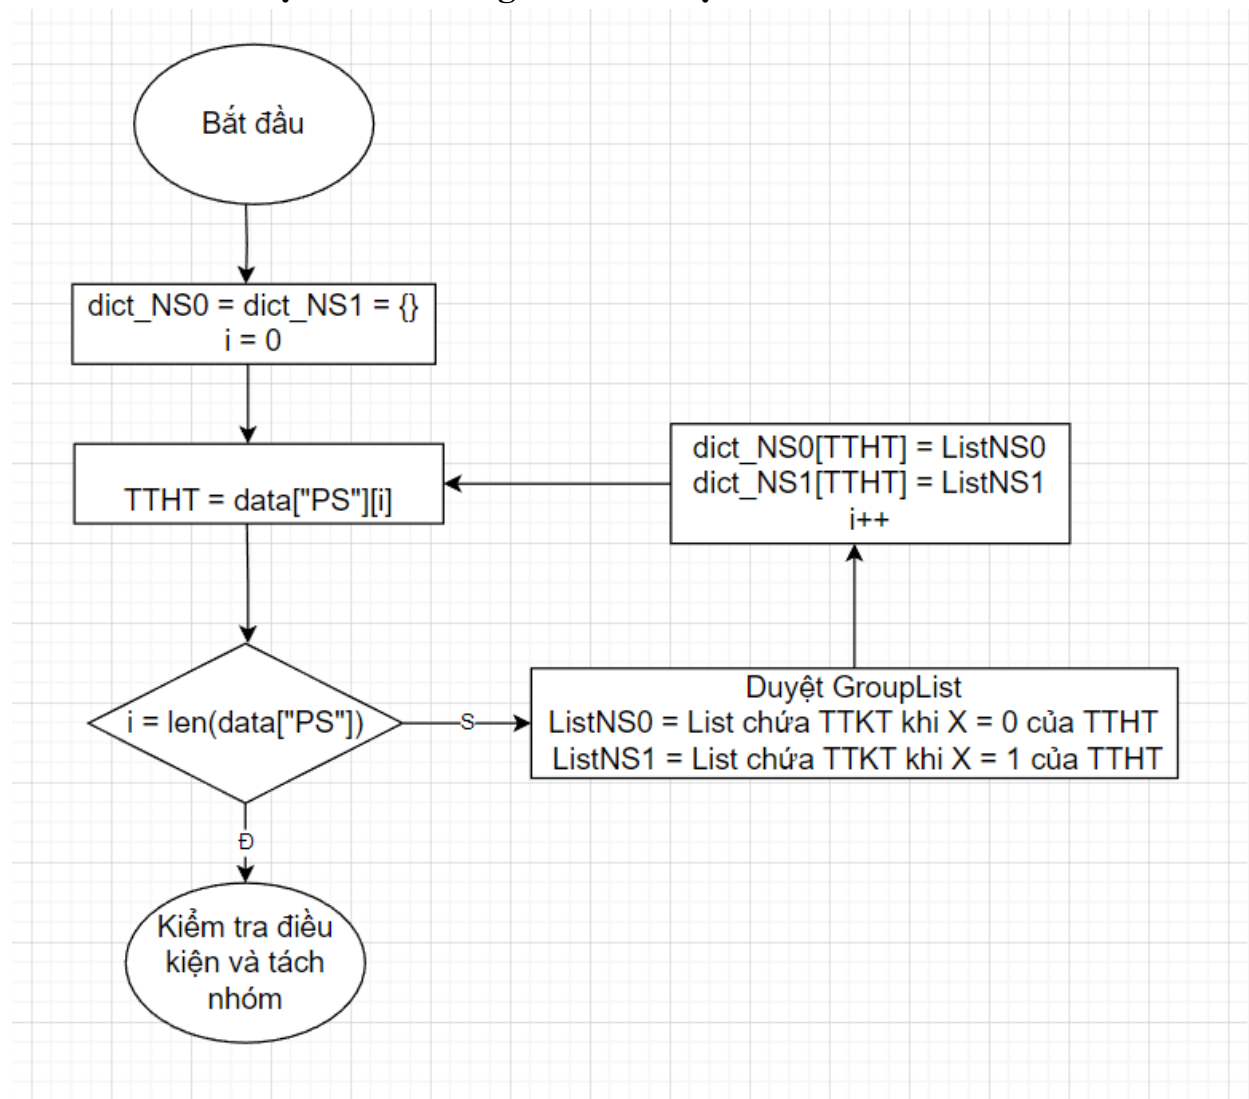 Bắt đầu
dict_NS0 = dict_NS1 = {}
i = 0
TTHT = data["PS"][i]
dict_NS0[TTHT] = ListNS0
dict_NS1[TTHT] = ListNS1
i++
i = len(data["PS"])
S
Duyệt GroupList
ListNS0 = List chứa TTKT khi X = 0 của TTHT
ListNS1 = List chứa TTKT khi X = 1 của TTHT
Đ
Kiểm tra điều
kiện và tách
nhóm